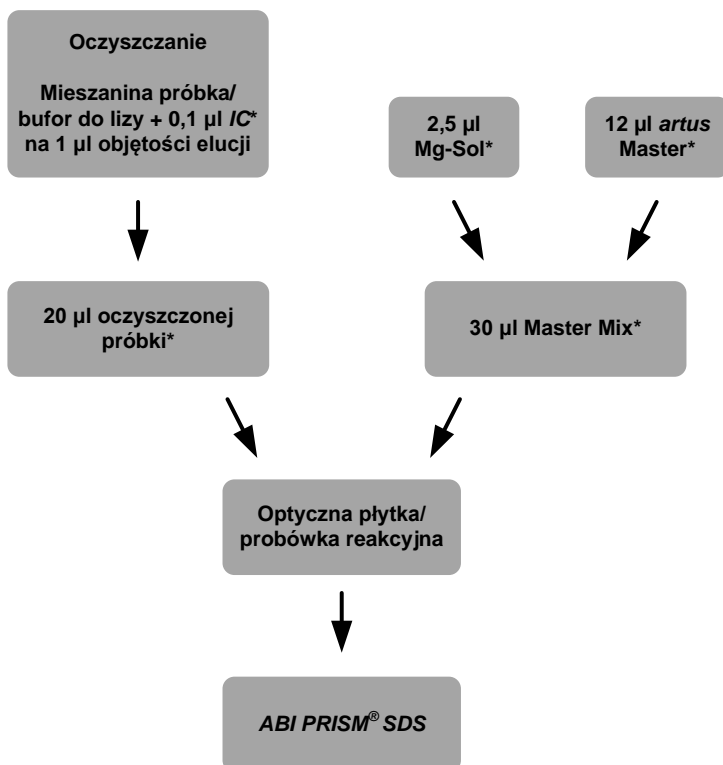 Oczyszczanie
Mieszanina próbka/
bufor do lizy + 0,1 µl IC*
na 1 µl objętości elucji
2,5 µl
Mg-Sol*
12 µl artus
Master*
20 µl oczyszczonej
próbki*
30 µl Master Mix*
Optyczna płytka/
probówka reakcyjna
ABI PRISM® SDS